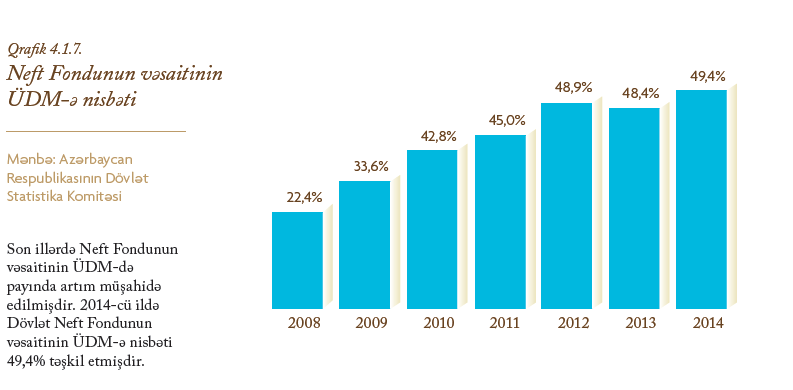 Qrafik 4.1.7.
Neft Fondunun vəsaitinin
ÜDM-ə nisbəti
Mənbə: Azərbaycan
Respublikasının Dövlət
Statistika Komitəsi
Son illərdə Neft Fondunun
vəsaitinin ÜDM-də
payında artım müşahidə
edilmişdir. 2014-cü ildə
Dövlət Neft Fondunun
vəsaitinin ÜDM-ə nisbəti
49,4% təşkil etmişdir.
22,4%
33,6%
42,8%
45,0%
48,9%
48,4%
49,4%
2008
2009
2010
2011
2012
2013
2014